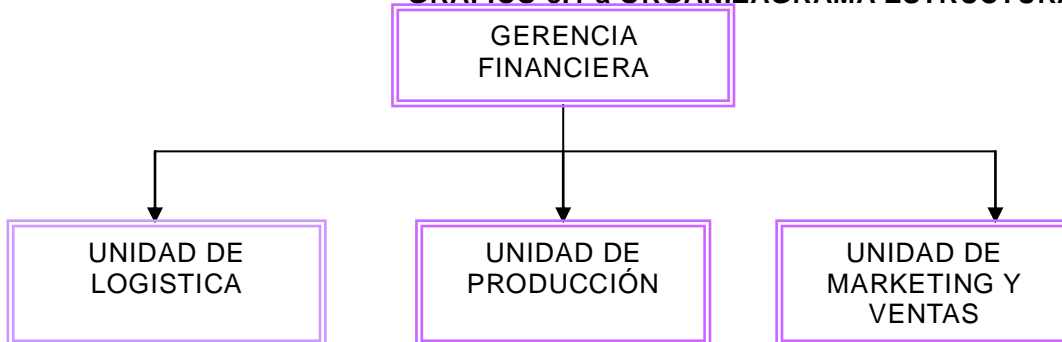 GERENCIA
FINANCIERA
UNIDAD DE
LOGISTICA
UNIDAD DE
PRODUCCIÓN
UNIDAD DE
MARKETING Y
VENTAS